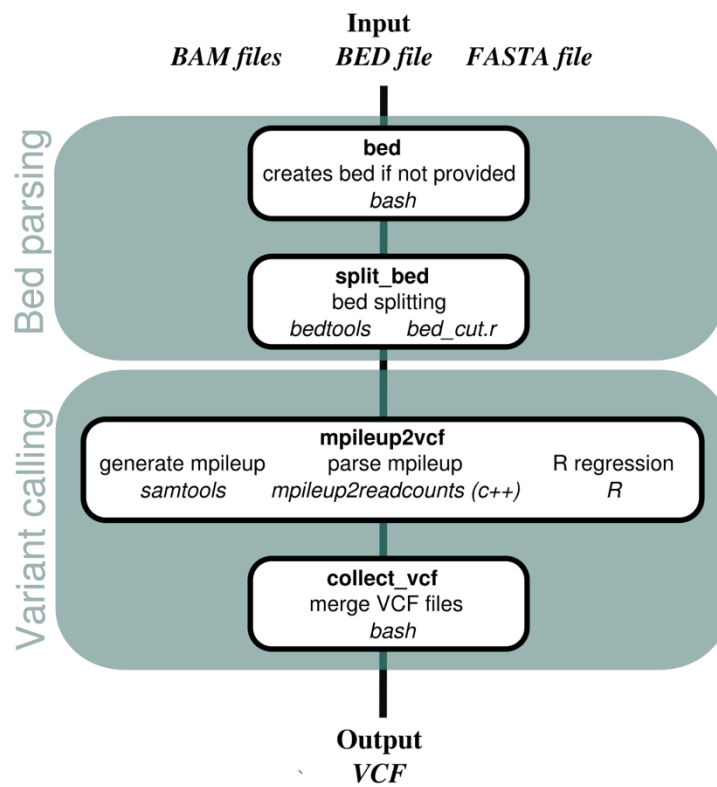 Input
BAM files BED file FASTA file
Bed parsing
bed
creates bed if not provided
bash
split_bed
bed splitting
bedtools bed_cut.r
Variant calling
mpileup2vcf
generate mpileup parse mpileup R regression
samtools mpileup2readcounts (c++) R
collect_vcf
merge VCF files
bash
Output
` VCF